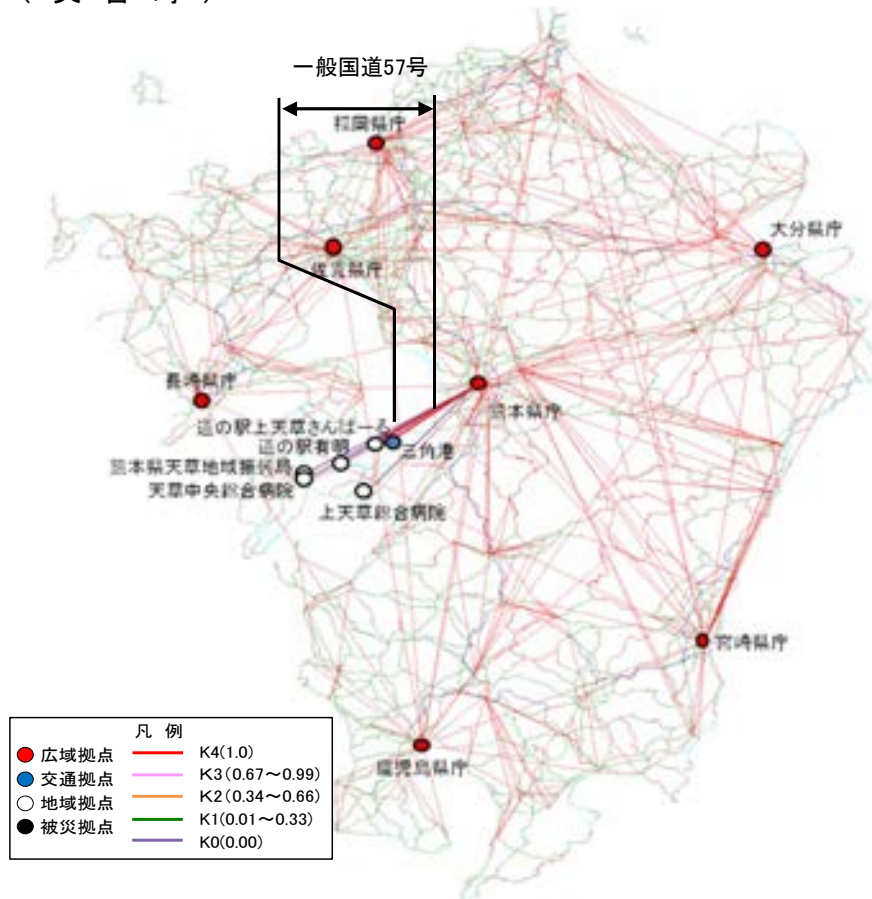 一般国道57号
福岡県庁
大分県庁
佐賀県庁
長崎県庁
熊本県庁
道の駅上天草さんぱーる
三角港
道の駅有明
熊本県天草地域振興局
天草中央総合病院
上天草総合病院
宮崎県庁
鹿児島県庁
凡 例
広域拠点
K4(1.0)
交通拠点
K3(0.67～0.99)
地域拠点
K2(0.34～0.66)
被災拠点
K1(0.01～0.33)
K0(0.00)